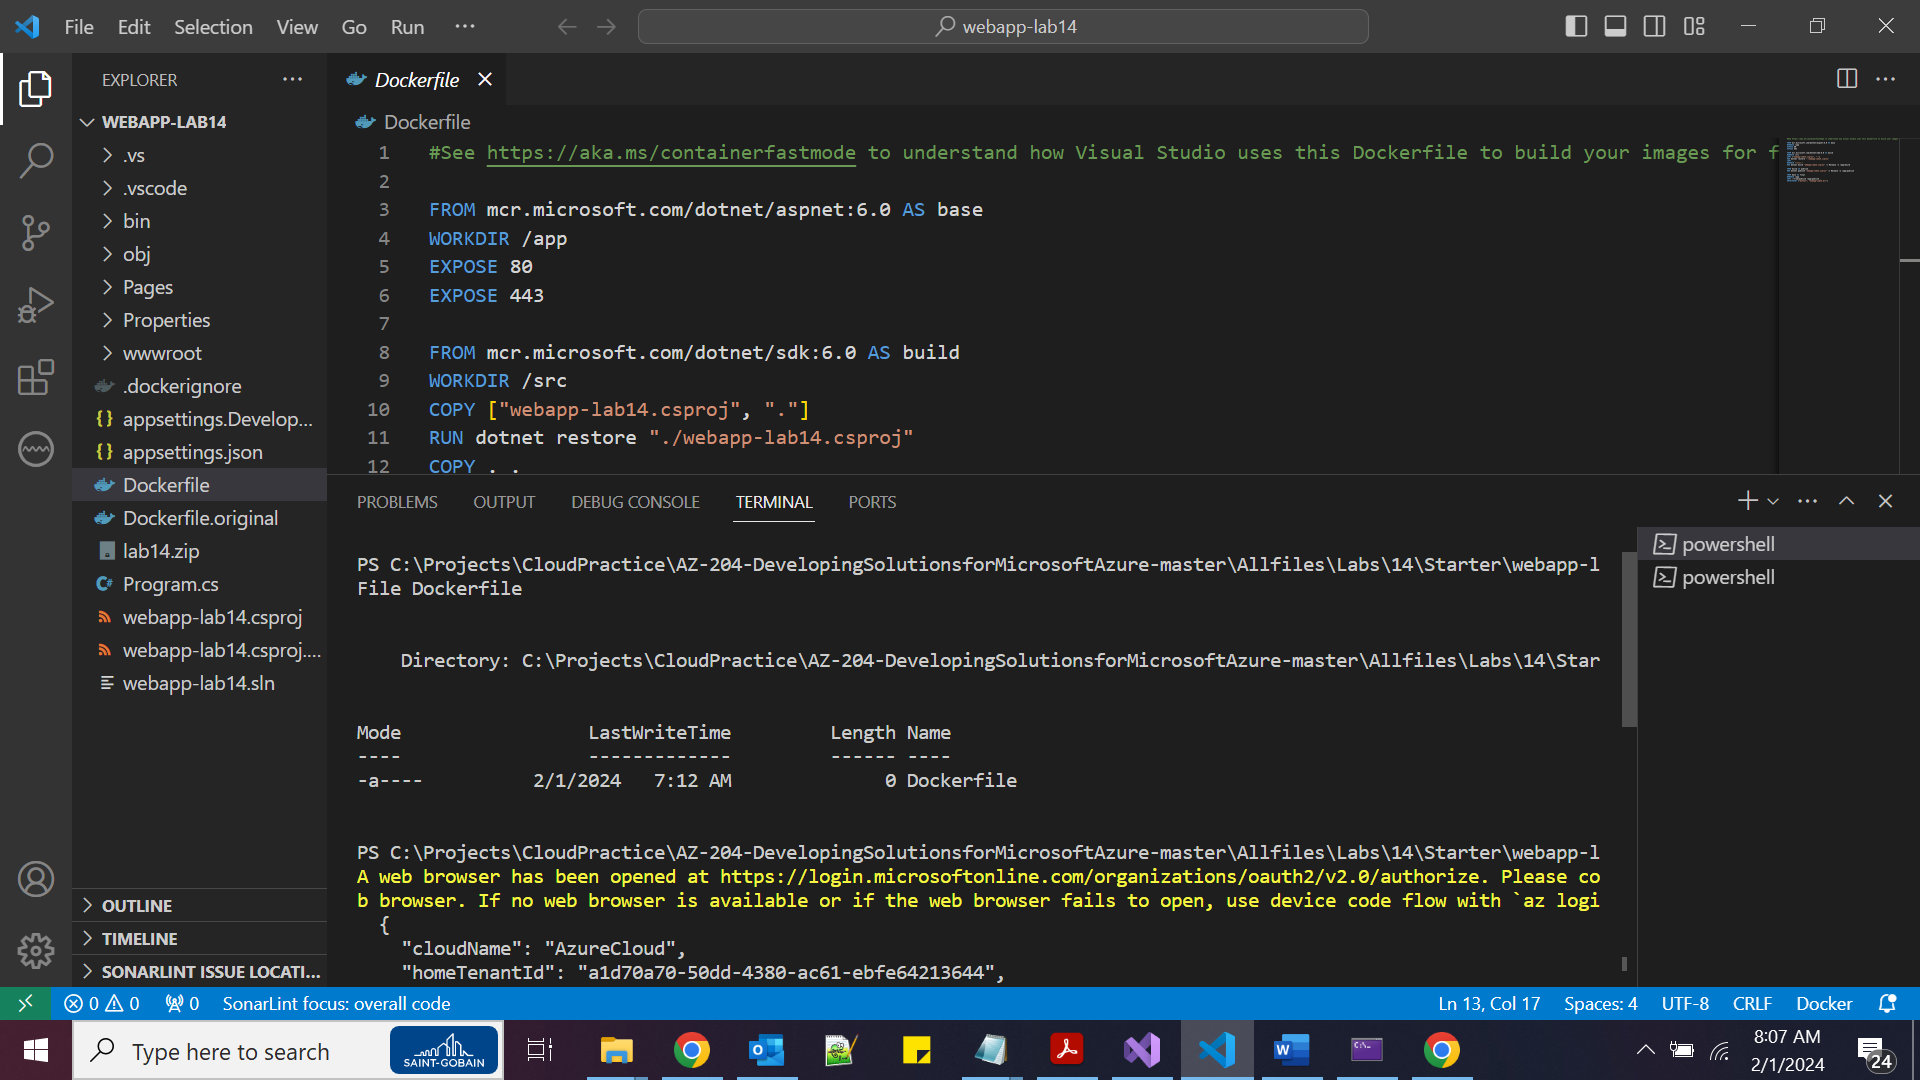 File Edit Selection View Go Run ···
webapp-lab14
EXPLORER ···
WEBAPP-LAB14
.vs
.vscode
bin
obj
Pages
Properties
wwwroot
.dockerignore
{} appsettings.Develop...
{} appsettings.json
Dockerfile
Dockerfile.original
lab14.zip
C# Program.cs
webapp-lab14.csproj
webapp-lab14.csproj....
webapp-lab14.sln
OUTLINE
TIMELINE
SONARLINT ISSUE LOCATI...
Dockerfile
Dockerfile
1 #See https://aka.ms/containerfastmode to understand how Visual Studio uses this Dockerfile to build your images for f
2
3 FROM mcr.microsoft.com/dotnet/aspnet:6.0 AS base
4 WORKDIR /app
5 EXPOSE 80
6 EXPOSE 443
7
8 FROM mcr.microsoft.com/dotnet/sdk:6.0 AS build
9 WORKDIR /src
10 COPY ["webapp-lab14.csproj", "."]
11 RUN dotnet restore "./webapp-lab14.csproj"
12 COPY . .
PROBLEMS OUTPUT DEBUG CONSOLE TERMINAL PORTS
PS C:\Projects\CloudPractice\AZ-204-DevelopingSolutionsforMicrosoftAzure-master\Allfiles\Labs\14\Starter\webapp-l
File Dockerfile
Directory: C:\Projects\CloudPractice\AZ-204-DevelopingSolutionsforMicrosoftAzure-master\Allfiles\Labs\14\Star
Mode LastWriteTime Length Name
---- ------------- ------ ----
-a---- 2/1/2024 7:12 AM 0 Dockerfile
PS C:\Projects\CloudPractice\AZ-204-DevelopingSolutionsforMicrosoftAzure-master\Allfiles\Labs\14\Starter\webapp-l
A web browser has been opened at https://login.microsoftonline.com/organizations/oauth2/v2.0/authorize. Please co
b browser. If no web browser is available or if the web browser fails to open, use device code flow with `az logi
{
"cloudName": "AzureCloud",
"homeTenantId": "a1d70a70-50dd-4380-ac61-ebfe64213644",
powershell
powershell
0 0 0 SonarLint focus: overall code
Ln 13, Col 17 Spaces: 4 UTF-8 CRLF Docker
Type here to search
SAINT-GOBAIN
8:07 AM
2/1/2024
24